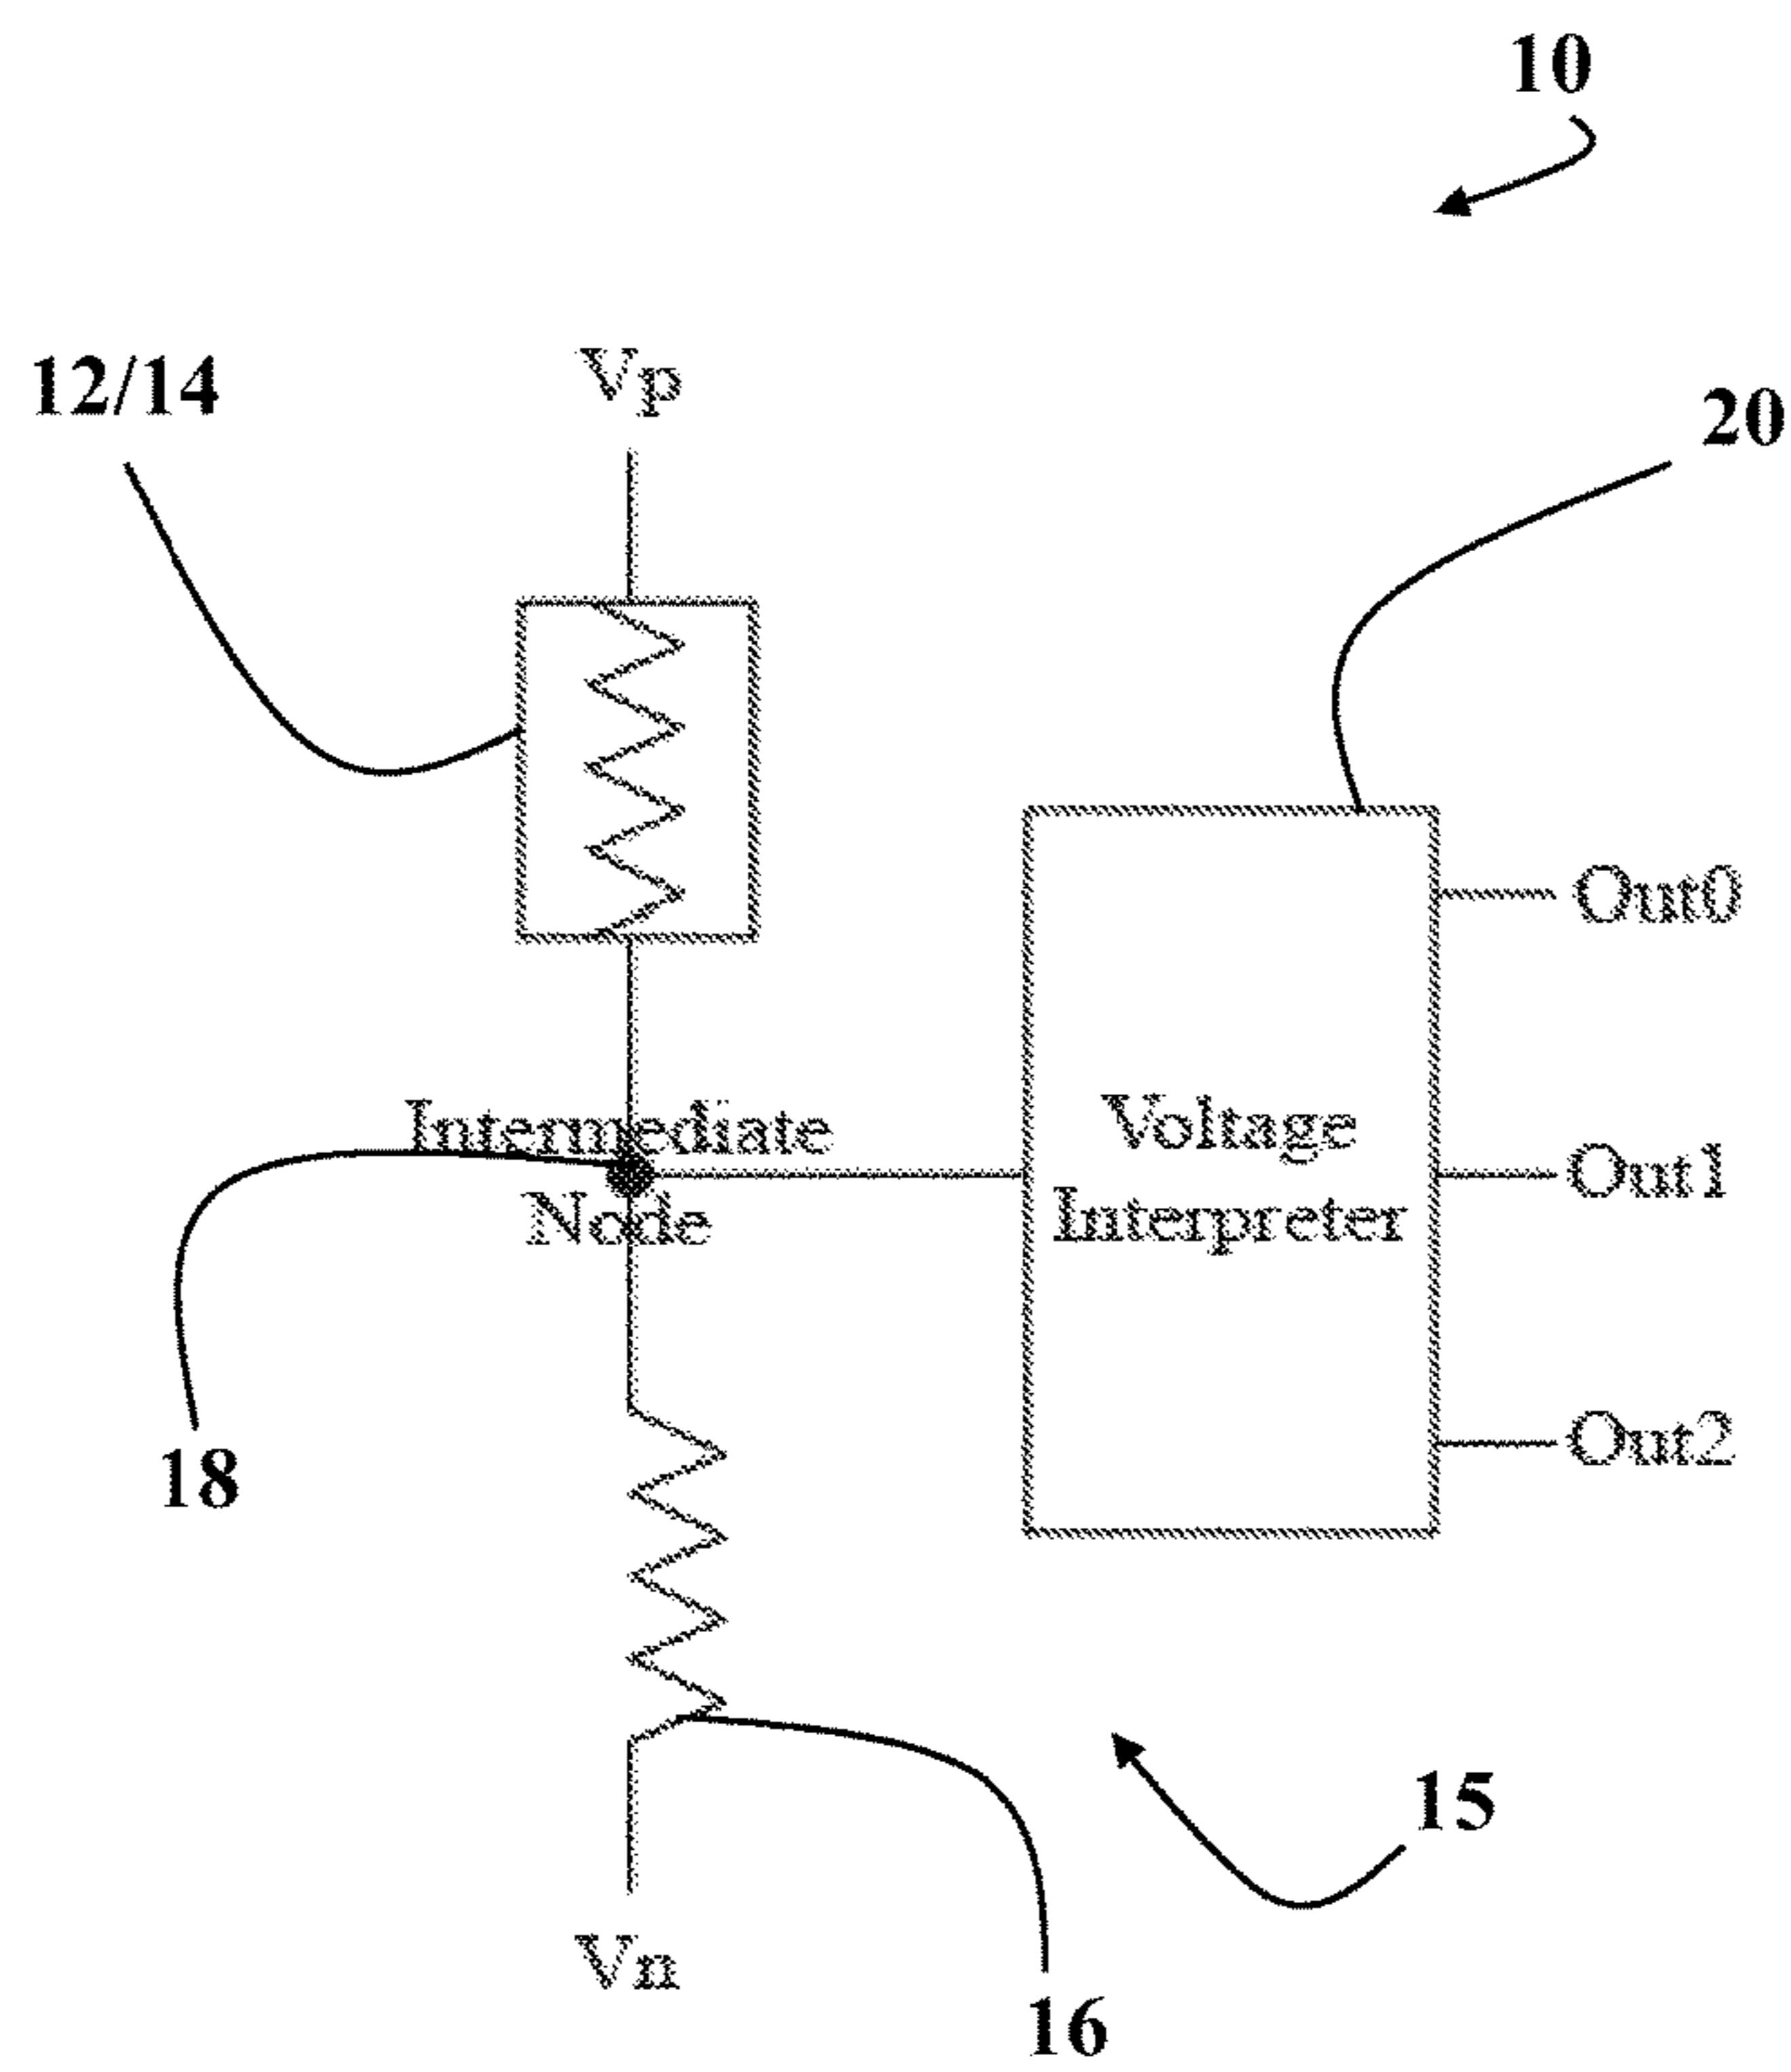 10
12/14
Vp
20
Out0
Intermediate
Node
Voltage
Interpreter
Out1
Out2
18
15
Vn
16